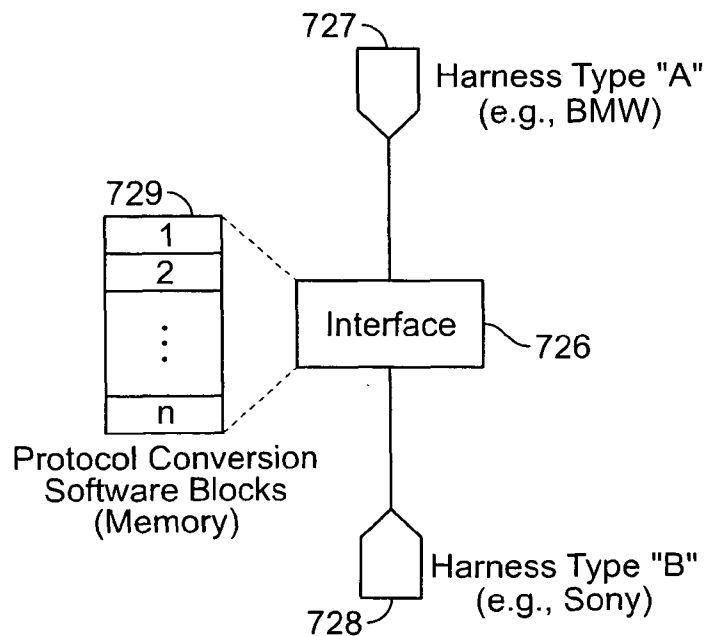 727
Harness Type "A"
(e.g., BMW)
729
1
2
⋮
n
Interface
726
Protocol Conversion
Software Blocks
(Memory)
Harness Type "B"
(e.g., Sony)
728